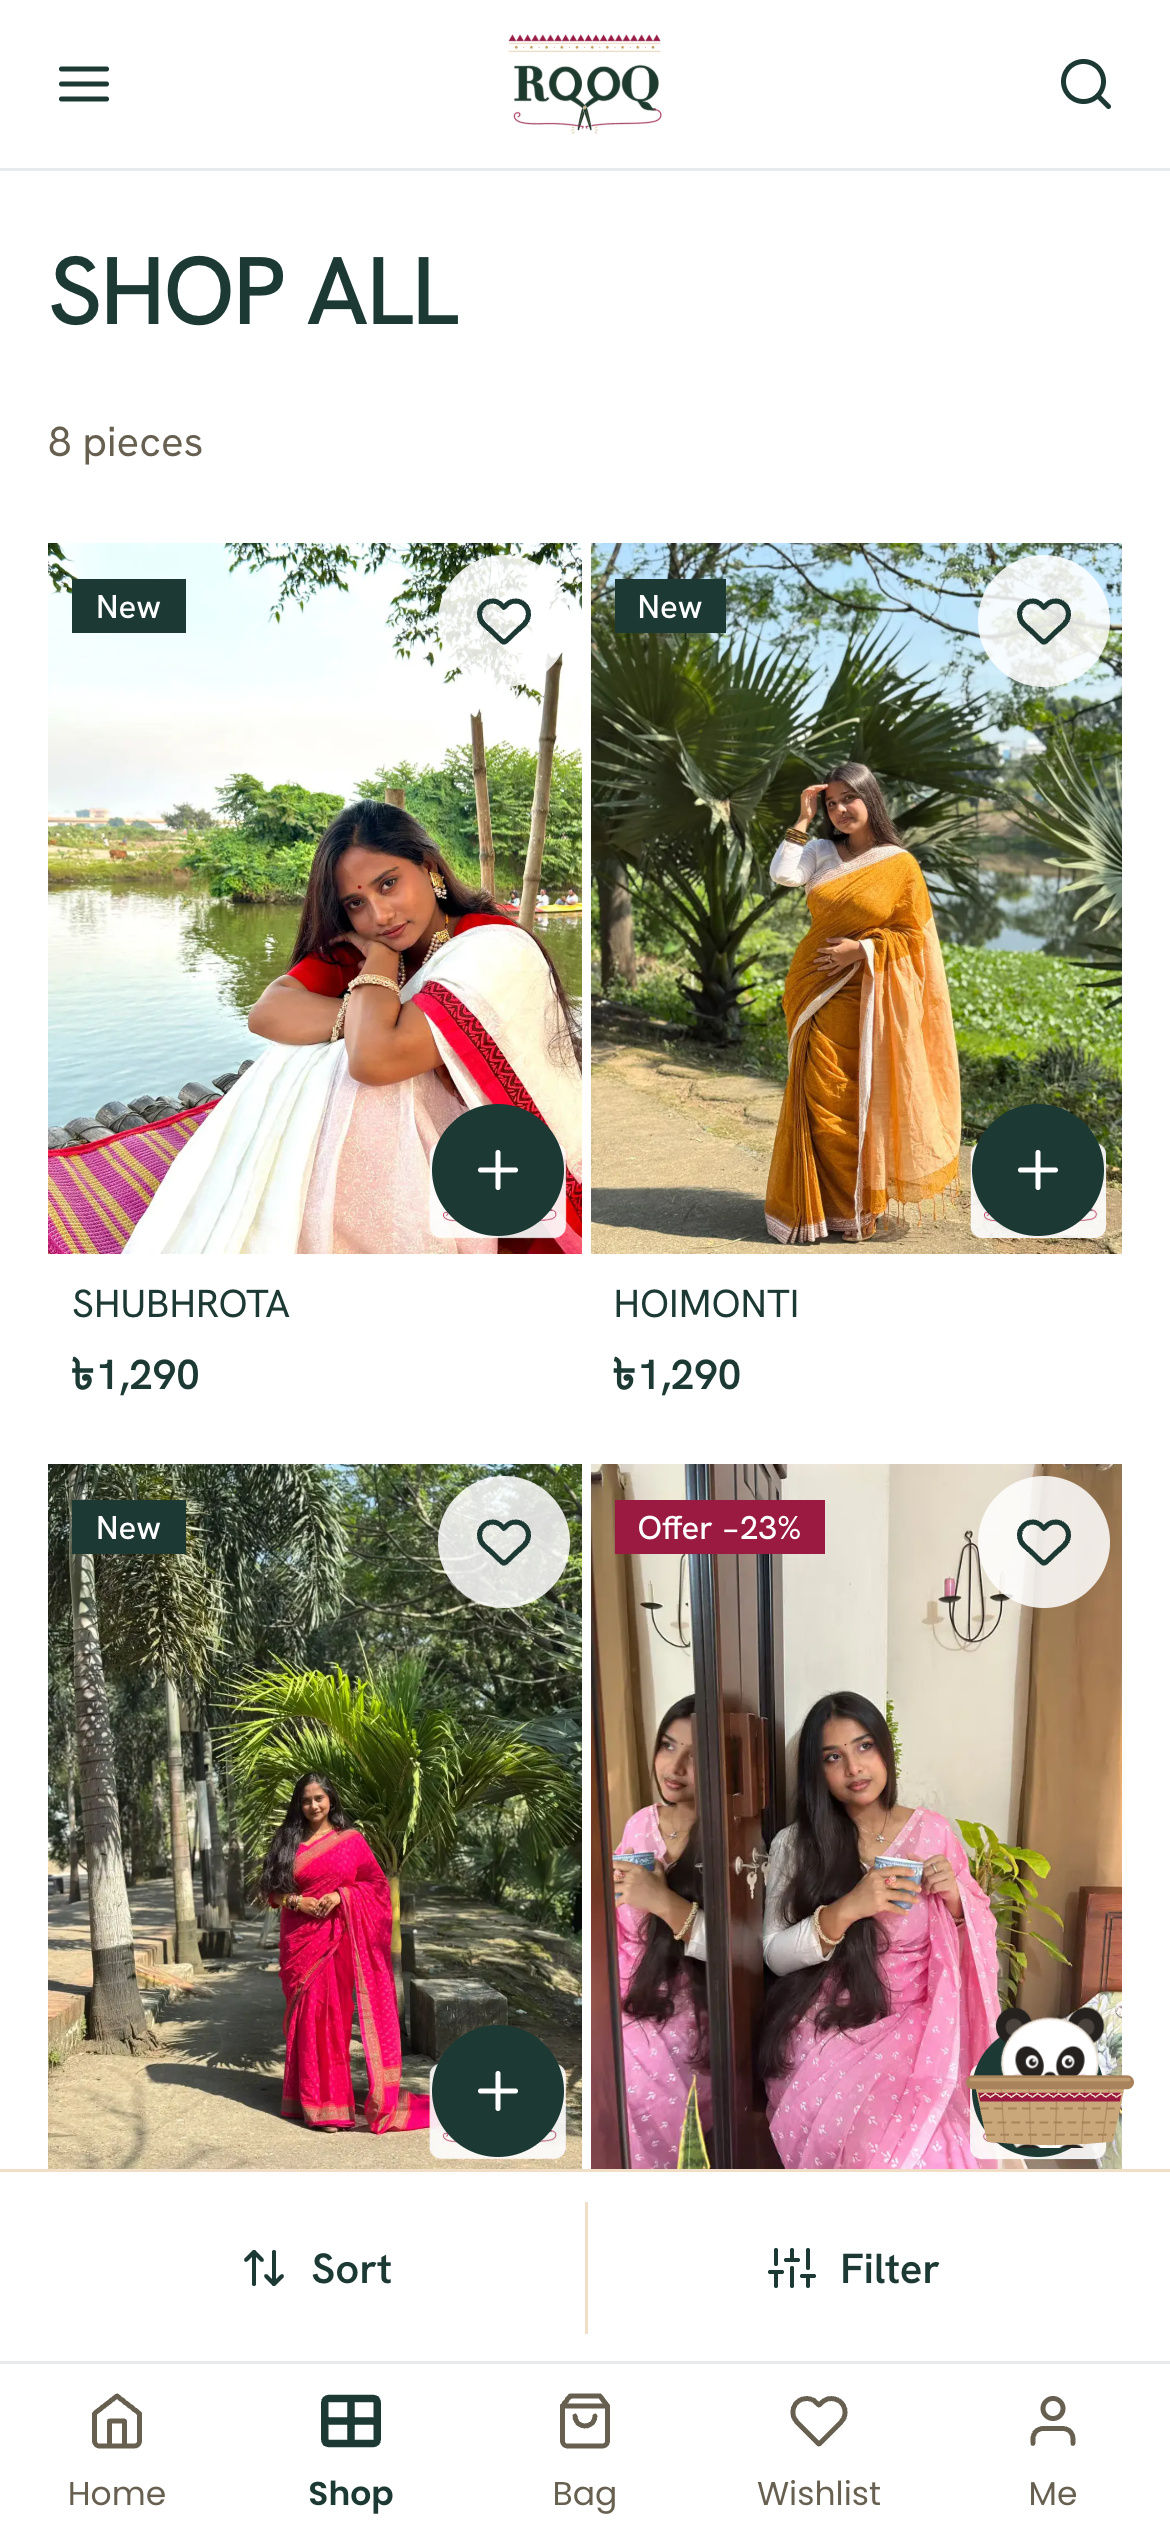 ROOQ
SHOP ALL
8 pieces
New
New
SHUBHROTA
HOIMONTI
৳1,290
৳1,290
New
Offer –23%
Sort
Filter
Home
Shop
Bag
Wishlist
Me